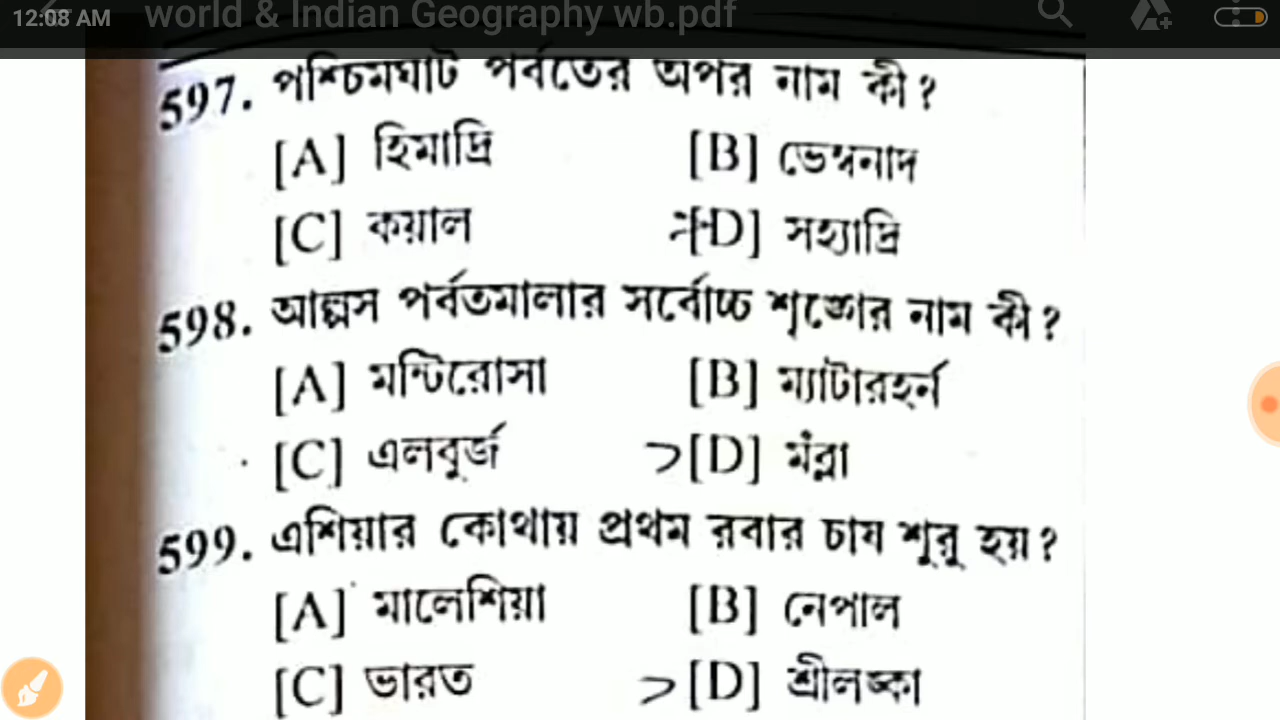 12:08 AM
world & Indian Geography wb.pdf
597. পশ্চিমঘাট পর্বতের অপর নাম কী?
[A] হিমাদ্রি [B] ভেম্বনাদ
[C] কয়াল [D] সহ্যাদ্রি
598. আল্পস পর্বতমালার সর্বোচ্চ শৃঙ্গের নাম কী?
[A] মন্টিরোসা [B] ম্যাটারহর্ন
[C] এলবুর্জ [D] মঁব্লা
599. এশিয়ার কোথায় প্রথম রবার চাষ শুরু হয়?
[A] মালেশিয়া [B] নেপাল
[C] ভারত [D] শ্রীলঙ্কা